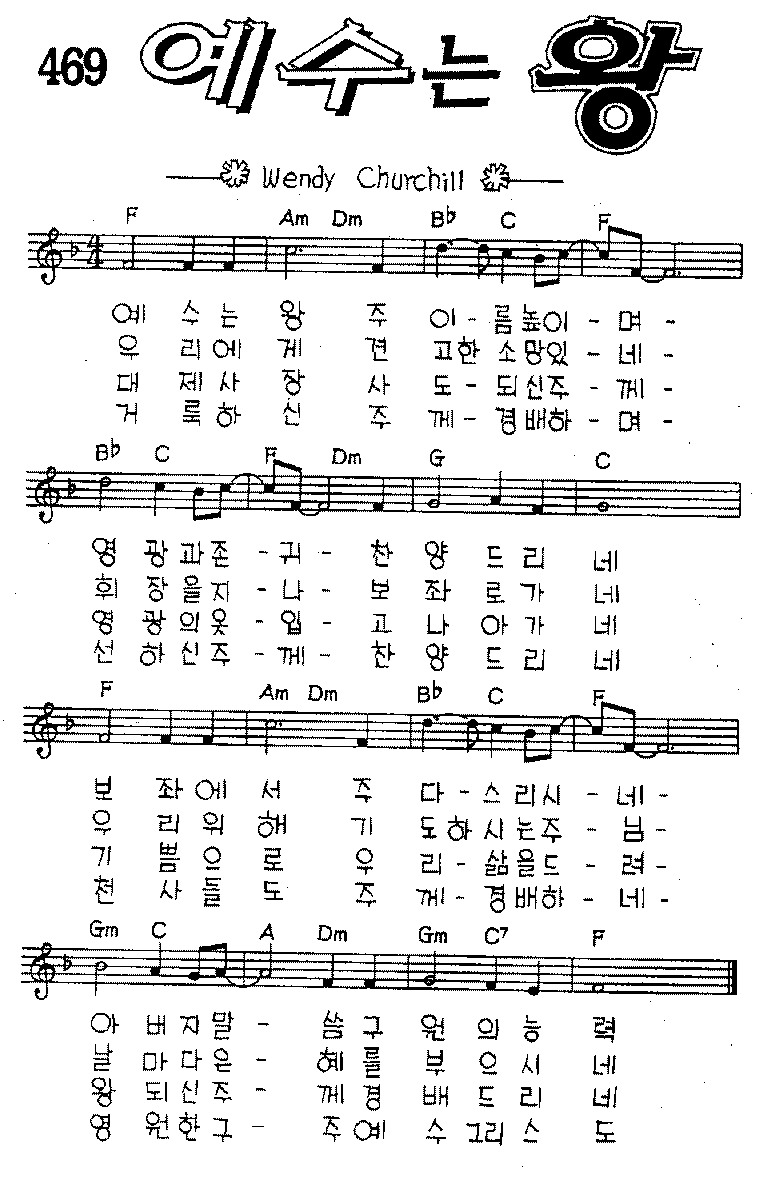 469 예수는 왕
Wendy Churchill
F Am Dm B♭ C F
예 수 는 왕 주 이 - 름 높 이 - 며 -
우 리 에 게 견 고 한 소 망 있 - 네 -
대 제 사 장 사 도 - 되 신 주 - 께 -
거 룩 하 신 주 께 - 경 배 하 - 며 -
B♭ C F Dm G C
영 광 과 존 - 귀 - 찬 양 드 리 네
휘 장 을 지 - 나 - 보 좌 로 가 네
영 광 의 옷 - 입 - 고 나 아 가 네
선 하 신 주 - 께 - 찬 양 드 리 네
F Am Dm B♭ C F
보 좌 에 서 주 다 - 스 리 시 - 네 -
우 리 위 해 기 도 하 시 는 주 - 님 -
기 쁨 으 로 우 리 - 삶 을 드 - 려 -
천 사 들 도 주 께 - 경 배 하 - 네 -
Gm C A Dm Gm C7 F
아 버 지 말 - 씀 구 원 의 능 력
날 마 다 은 - 혜 를 부 으 시 네
왕 되 신 주 - 께 경 배 드 리 네
영 원 한 구 - 주 예 수 그 리 스 도